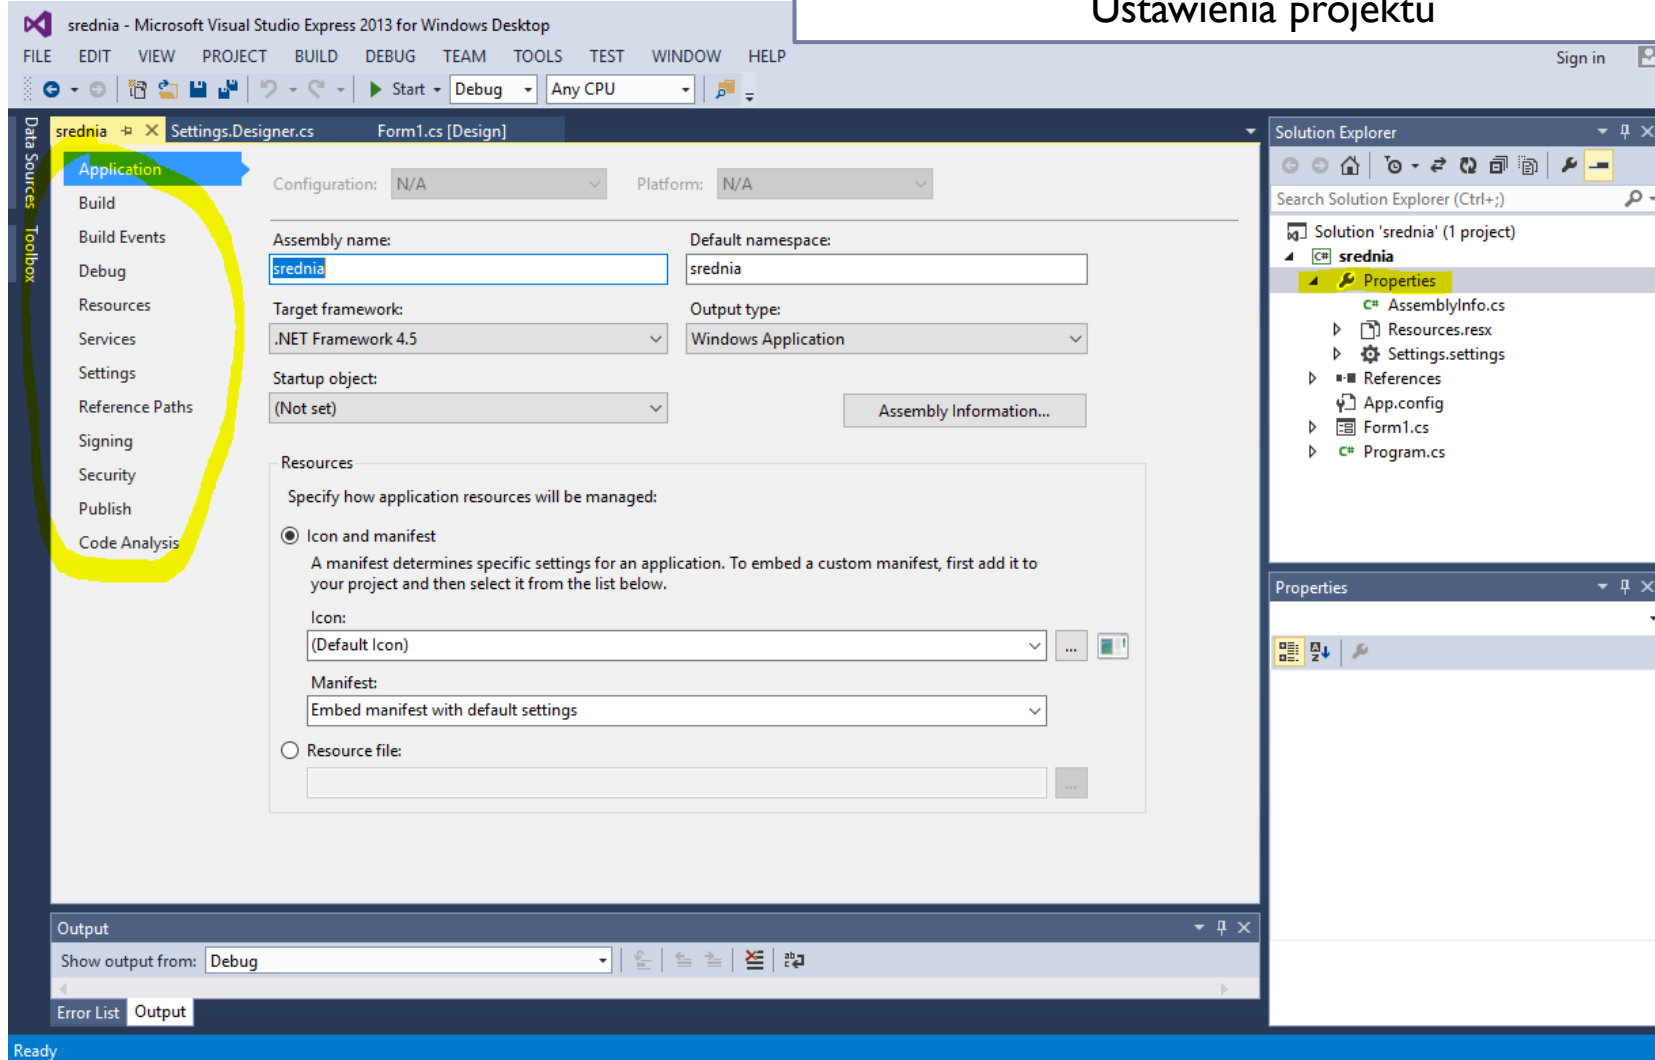 Ustawienia projektu
srednia - Microsoft Visual Studio Express 2013 for Windows Desktop
FILE EDIT VIEW PROJECT BUILD DEBUG TEAM TOOLS TEST WINDOW HELP
Sign in
Start Debug Any CPU
Data Sources
Toolbox
srednia Settings.Designer.cs Form1.cs [Design]
Application
Build
Build Events
Debug
Resources
Services
Settings
Reference Paths
Signing
Security
Publish
Code Analysis
Configuration: N/A Platform: N/A
Assembly name: Default namespace:
srednia srednia
Target framework: Output type:
.NET Framework 4.5 Windows Application
Startup object:
(Not set) Assembly Information...
Resources
Specify how application resources will be managed:
Icon and manifest
A manifest determines specific settings for an application. To embed a custom manifest, first add it to
your project and then select it from the list below.
Icon:
(Default Icon) ...
Manifest:
Embed manifest with default settings
Resource file:
...
Output
Show output from: Debug
Error List Output
Ready
Solution Explorer
Search Solution Explorer (Ctrl+;)
Solution 'srednia' (1 project)
C# srednia
Properties
C# AssemblyInfo.cs
Resources.resx
Settings.settings
References
App.config
Form1.cs
C# Program.cs
Properties